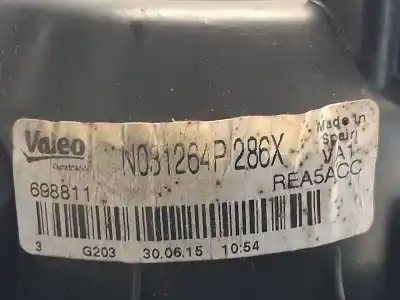 Valeo N031264P 286X Made in Spain
698811 VA1
REA5ACC
3 G203 30.06.15 10:54